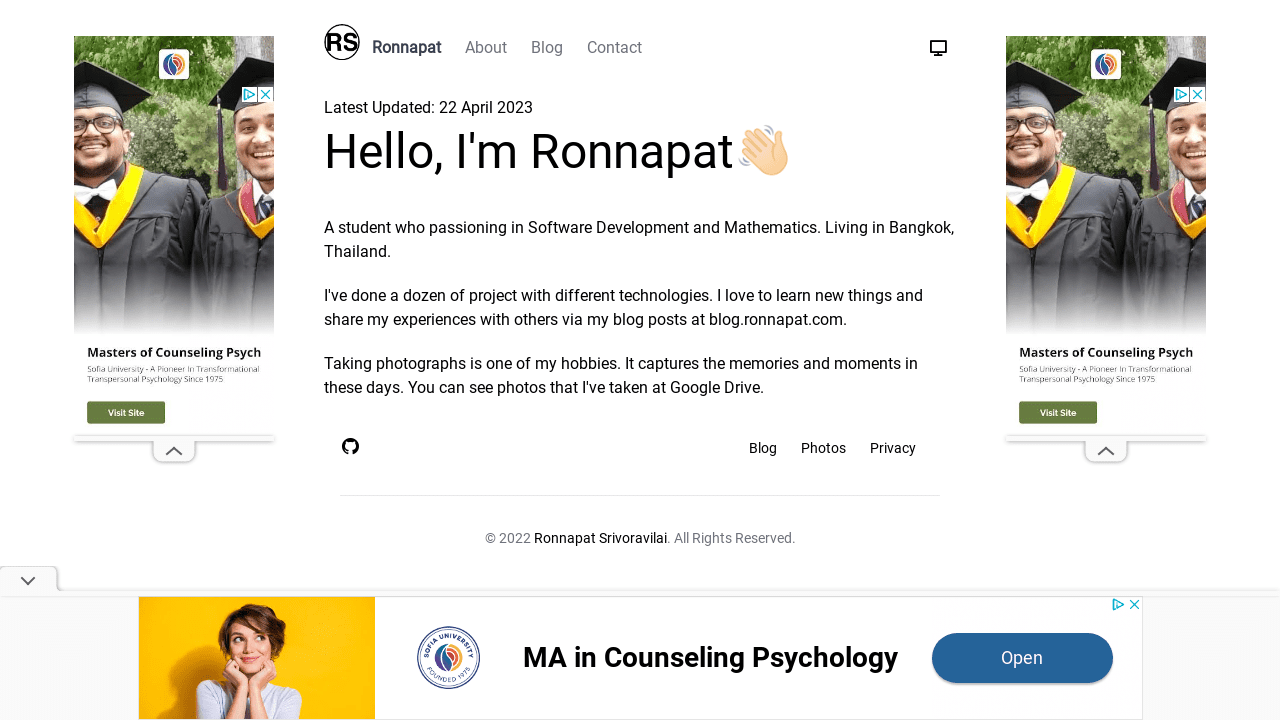 RS
Ronnapat About Blog Contact
Latest Updated: 22 April 2023
Hello, I'm Ronnapat
A student who passioning in Software Development and Mathematics. Living in Bangkok,
Thailand.
I've done a dozen of project with different technologies. I love to learn new things and
share my experiences with others via my blog posts at blog.ronnapat.com.
Taking photographs is one of my hobbies. It captures the memories and moments in
these days. You can see photos that I've taken at Google Drive.
Blog Photos Privacy
© 2022 Ronnapat Srivoravilai. All Rights Reserved.
Masters of Counseling Psych
Sofia University - A Pioneer In Transformational
Transpersonal Psychology Since 1975
Visit Site
Masters of Counseling Psych
Sofia University - A Pioneer In Transformational
Transpersonal Psychology Since 1975
Visit Site
SOFIA UNIVERSITY
FOUNDED 1975
MA in Counseling Psychology
Open